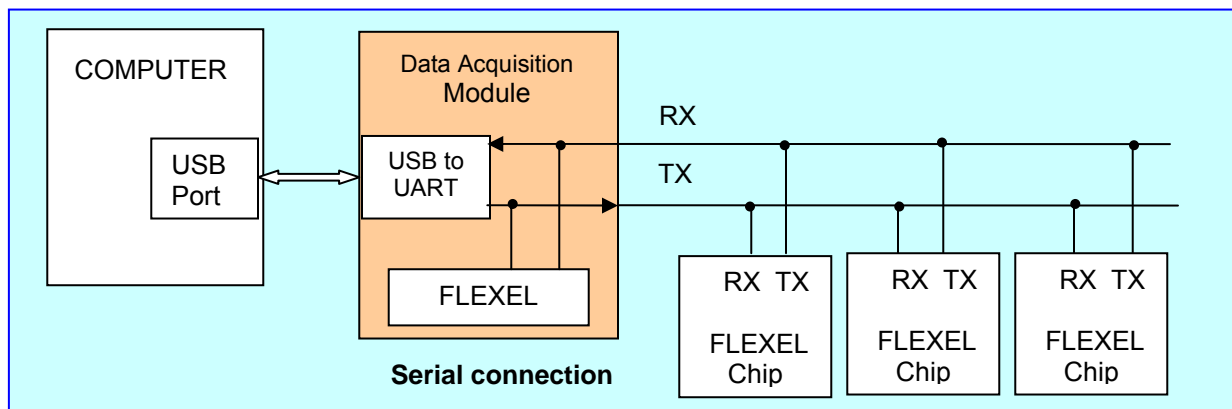 COMPUTER
USB
Port
Data Acquisition
Module
USB to
UART
FLEXEL
Serial connection
RX
TX
RX TX
FLEXEL
Chip
RX TX
FLEXEL
Chip
RX TX
FLEXEL
Chip